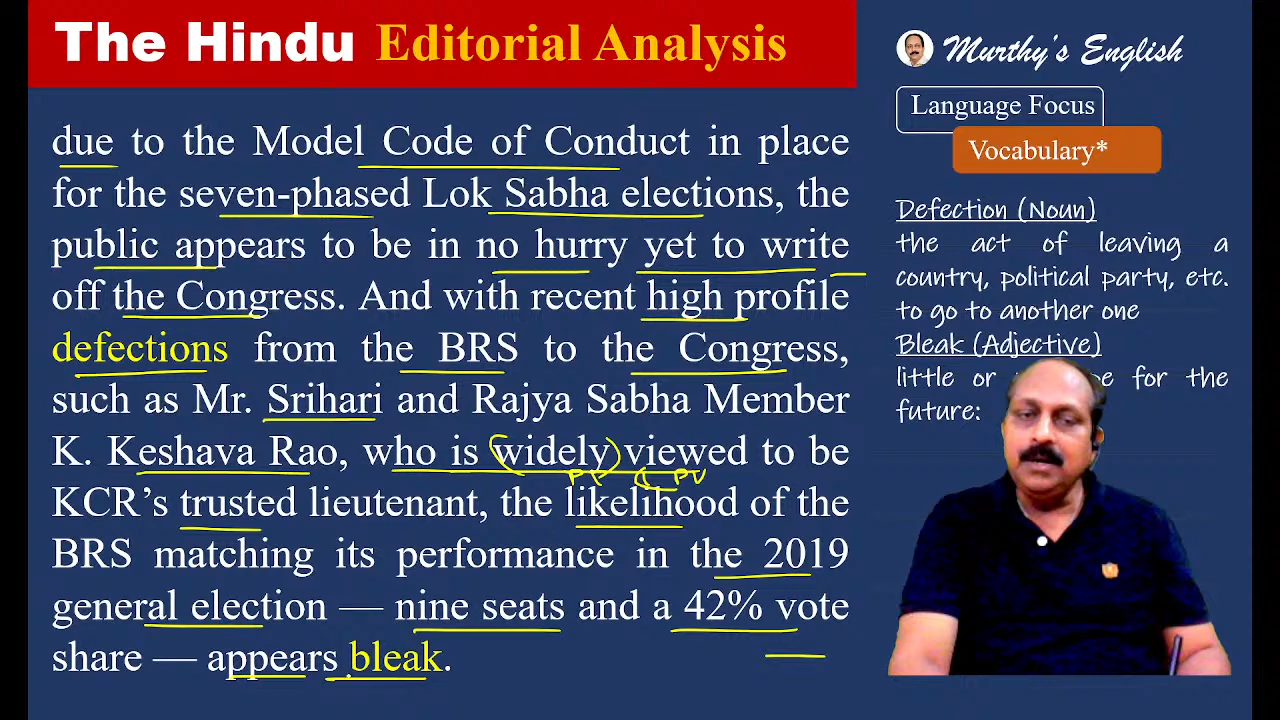 The Hindu Editorial Analysis
due to the Model Code of Conduct in place
for the seven-phased Lok Sabha elections, the
public appears to be in no hurry yet to write
off the Congress. And with recent high profile
defections from the BRS to the Congress,
such as Mr. Srihari and Rajya Sabha Member
K. Keshava Rao, who is widely viewed to be
KCR's trusted lieutenant, the likelihood of the
BRS matching its performance in the 2019
general election — nine seats and a 42% vote
share — appears bleak.
Murthy's English
Language Focus
Vocabulary*
Defection (Noun)
the act of leaving a
country, political party, etc.
to go to another one
Bleak (Adjective)
little or for the
future: